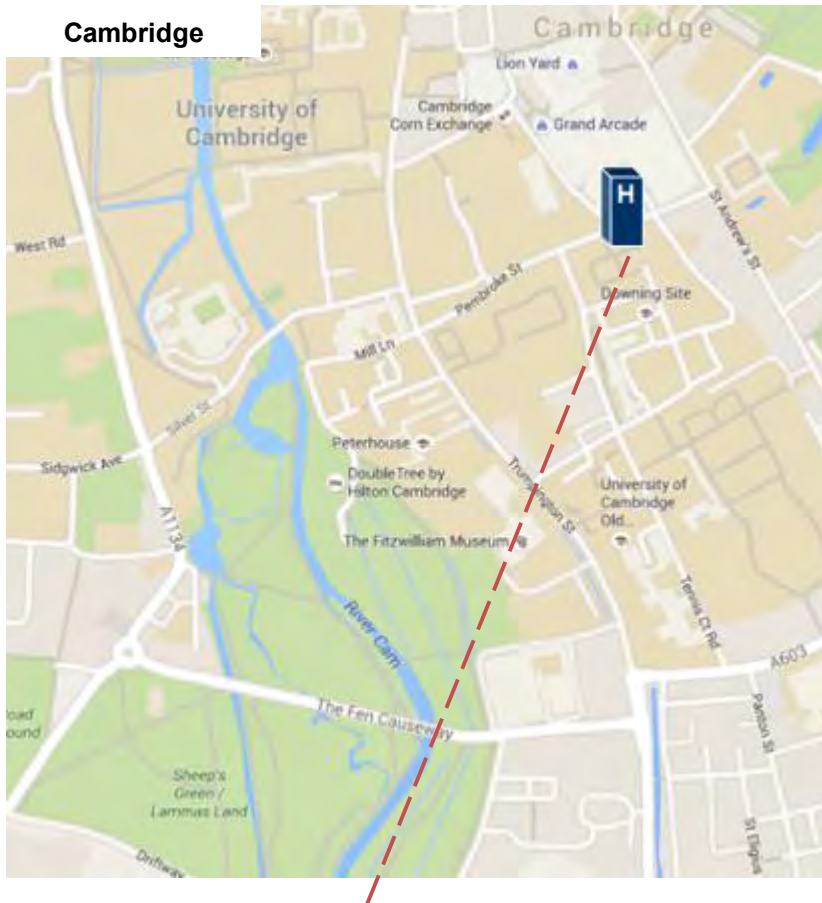 Cambridge
Cambridge
Lion Yard
University of
Cambridge
Cambridge
Corn Exchange
Grand Arcade
H
St Andrew's St
West Rd
Pembroke St
Downing Site
Mill Ln
Silver St
Peterhouse
Sidgwick Ave
DoubleTree by
Hilton Cambridge
Trumpington St
University of
Cambridge
Old...
A1134
The Fitzwilliam Museum
Tennis Ct Rd
River Cam
A603
The Fen Causeway
Panton St
oad
ound
Sheep's
Green /
Lammas Land
St Eligius
Driftway